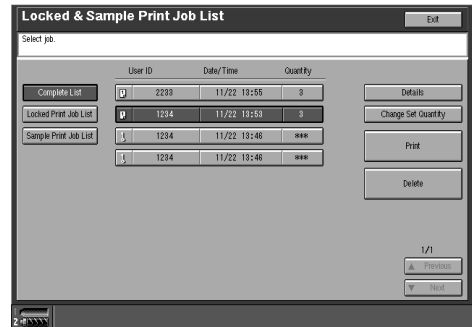 Locked & Sample Print Job List
Exit
Select job.
User ID Date/Time Quantity
Complete List
2233 11/22 13:55 3
Details
Locked Print Job List
1234 11/22 13:53 3
Change Set Quantity
Sample Print Job List
1234 11/22 13:46 ***
Print
1234 11/22 13:46 ***
Delete
1/1
▲ Previous
▼ Next
1
2